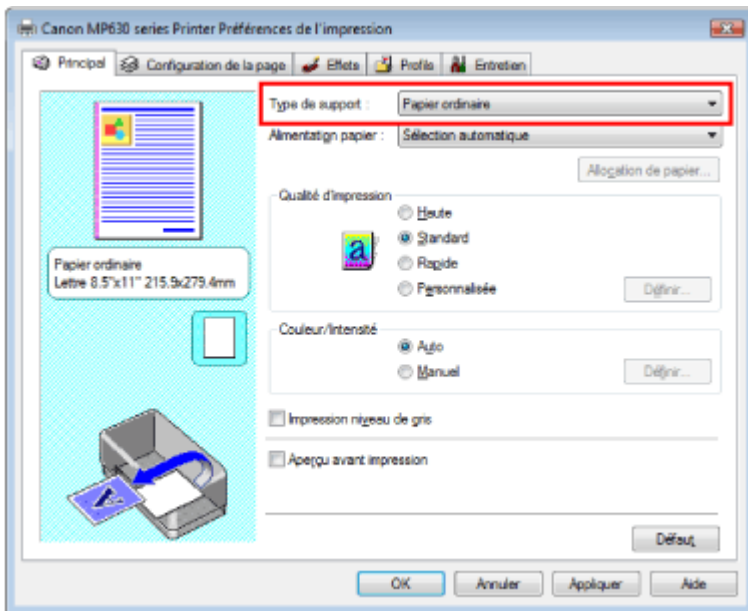 Canon MP630 series Printer Préférences de l'impression
Principal Configuration de la page Effets Profils Entretien
Type de support : Papier ordinaire
Alimentation papier : Sélection automatique
Allocation de papier...
Qualité d'impression
Haute
Standard
Rapide
Personnalisée Définir...
Papier ordinaire
Lettre 8.5"x11" 215.9x279.4mm
Couleur/Intensité
Auto
Manuel Définir...
Impression niveau de gris
Aperçu avant impression
Défaut
OK Annuler Appliquer Aide